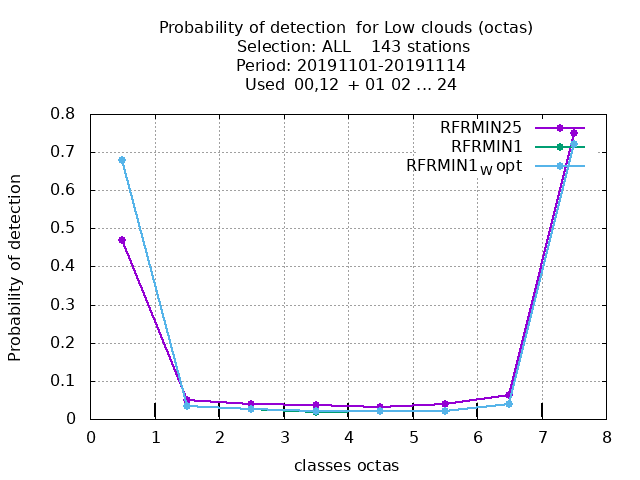 Probability of detection for Low clouds (octas)
Selection: ALL 143 stations
Period: 20191101-20191114
Used 00,12 + 01 02 ... 24
RFRMIN25
RFRMIN1
RFRMIN1W opt
0.8
0.7
0.6
0.5
0.4
0.3
0.2
0.1
0
Probability of detection
0 1 2 3 4 5 6 7 8
classes octas